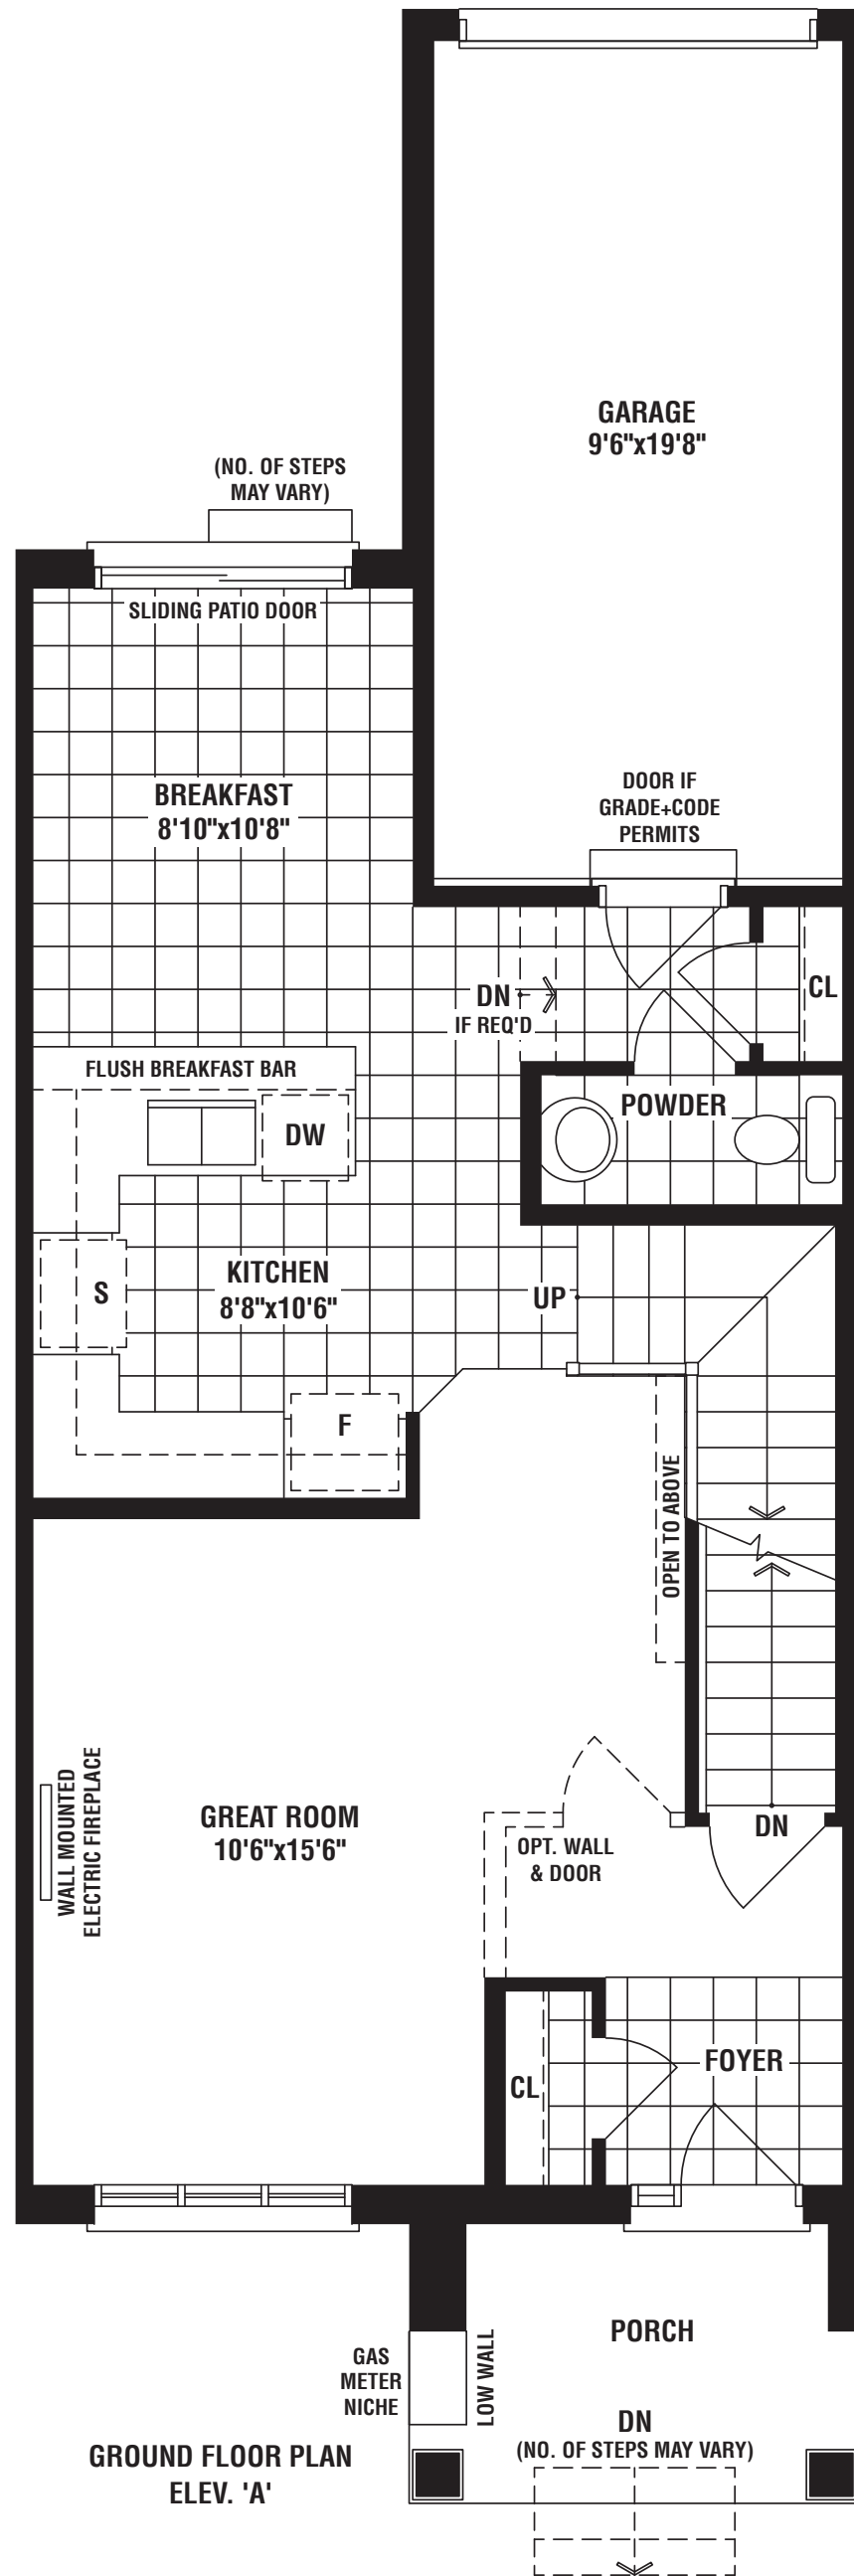 GARAGE
9'6"x19'8"
(NO. OF STEPS
MAY VARY)
SLIDING PATIO DOOR
BREAKFAST
8'10"x10'8"
DOOR IF
GRADE+CODE
PERMITS
DN
IF REQ'D
CL
FLUSH BREAKFAST BAR
DW
POWDER
S
KITCHEN
8'8"x10'6"
UP
F
OPEN TO ABOVE
WALL MOUNTED
ELECTRIC FIREPLACE
GREAT ROOM
10'6"x15'6"
OPT. WALL
& DOOR
DN
CL
FOYER
PORCH
GAS
METER
NICHE
LOW WALL
DN
(NO. OF STEPS MAY VARY)
GROUND FLOOR PLAN
ELEV. 'A'